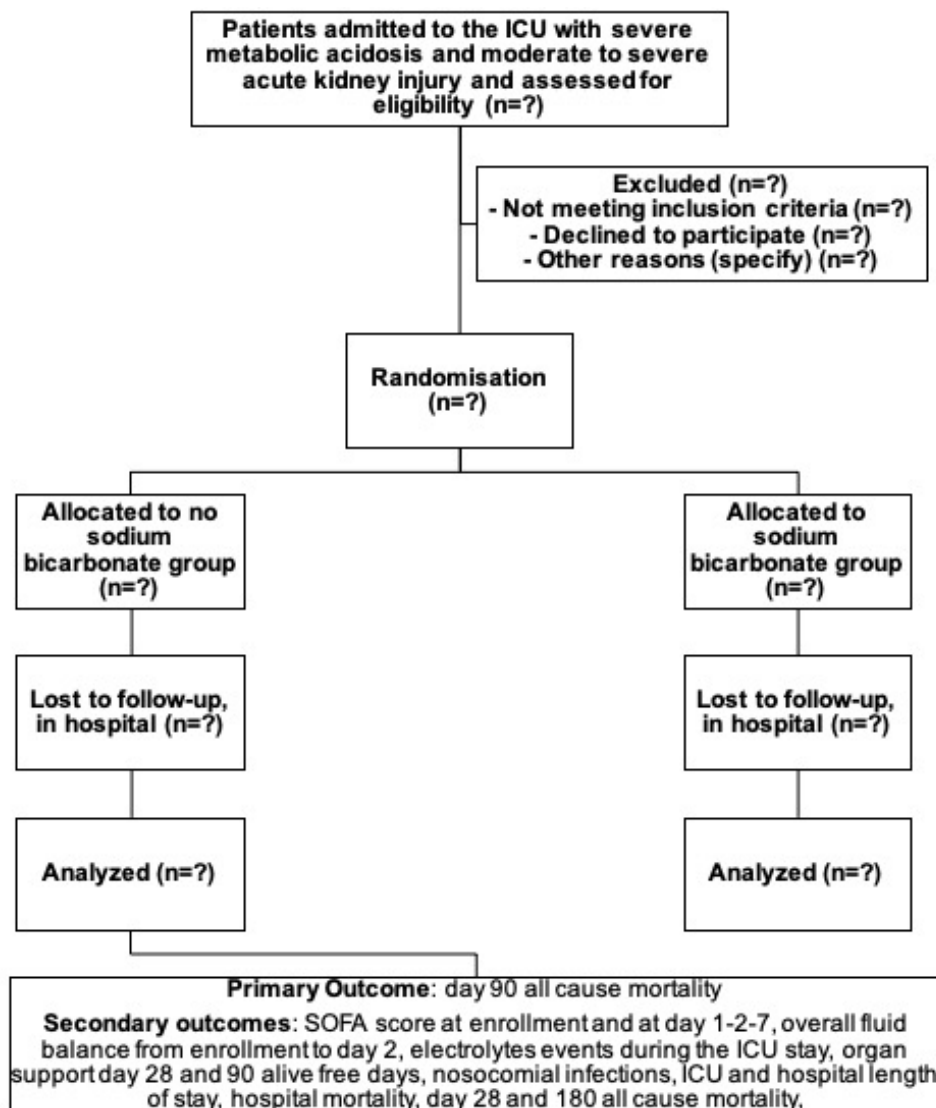 Patients admitted to the ICU with severe
metabolic acidosis and moderate to severe
acute kidney injury and assessed for
eligibility (n=?)
Excluded (n=?)
- Not meeting inclusion criteria (n=?)
- Declined to participate (n=?)
- Other reasons (specify) (n=?)
Randomisation
(n=?)
Allocated to no
sodium
bicarbonate group
(n=?)
Allocated to
sodium
bicarbonate group
(n=?)
Lost to follow-up,
in hospital (n=?)
Lost to follow-up,
in hospital (n=?)
Analyzed (n=?)
Analyzed (n=?)
Primary Outcome: day 90 all cause mortality
Secondary outcomes: SOFA score at enrollment and at day 1-2-7, overall fluid
balance from enrollment to day 2, electrolytes events during the ICU stay, organ
support day 28 and 90 alive free days, nosocomial infections, ICU and hospital length
of stay, hospital mortality, day 28 and 180 all cause mortality,